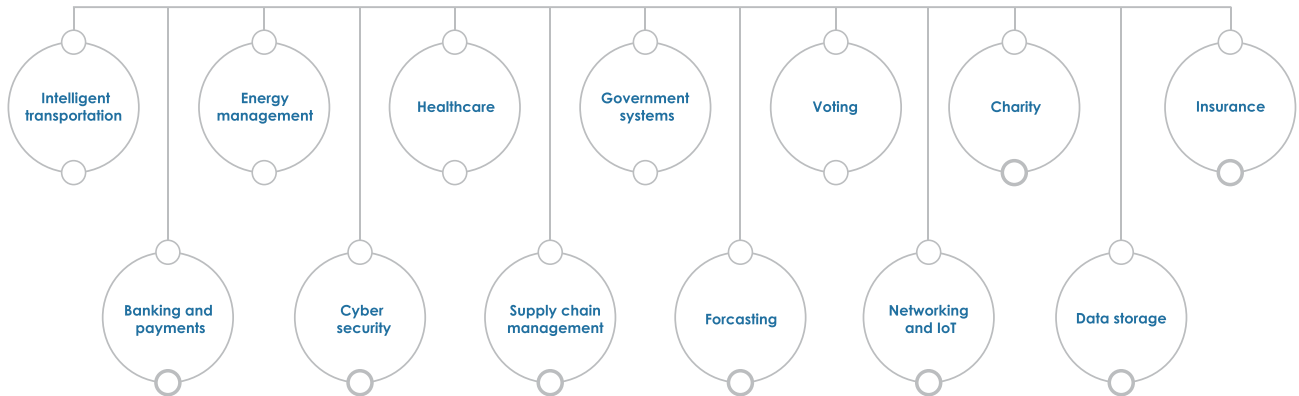 Intelligent
transportation
Energy
management
Healthcare
Government
systems
Voting
Charity
Insurance
Banking and
payments
Cyber
security
Supply chain
management
Forcasting
Networking
and IoT
Data storage